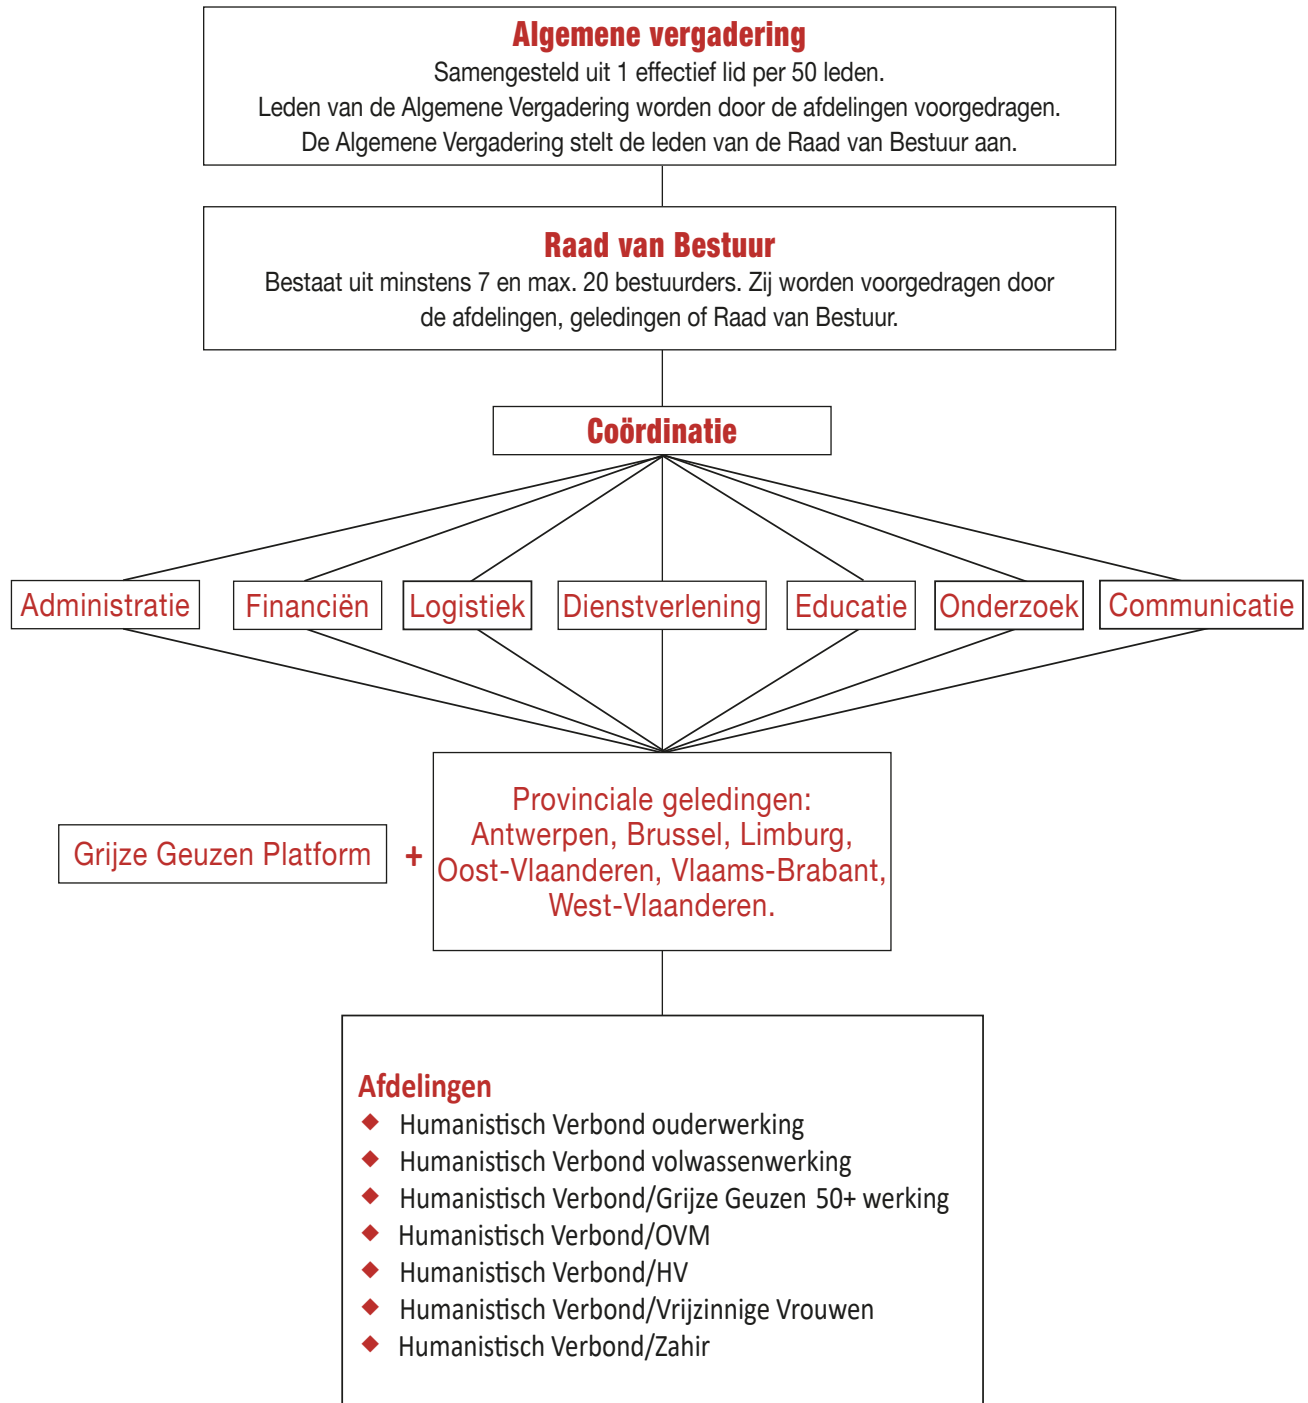 Algemene vergadering
Samengesteld uit 1 effectief lid per 50 leden.
Leden van de Algemene Vergadering worden door de afdelingen voorgedragen.
De Algemene Vergadering stelt de leden van de Raad van Bestuur aan.
Raad van Bestuur
Bestaat uit minstens 7 en max. 20 bestuurders. Zij worden voorgedragen door
de afdelingen, geledingen of Raad van Bestuur.
Coördinatie
Administratie
Financiën
Logistiek
Dienstverlening
Educatie
Onderzoek
Communicatie
Grijze Geuzen Platform
+
Provinciale geledingen:
Antwerpen, Brussel, Limburg,
Oost-Vlaanderen, Vlaams-Brabant,
West-Vlaanderen.
Afdelingen
◆ Humanistisch Verbond ouderwerking
◆ Humanistisch Verbond volwassenwerking
◆ Humanistisch Verbond/Grijze Geuzen 50+ werking
◆ Humanistisch Verbond/OVM
◆ Humanistisch Verbond/HV
◆ Humanistisch Verbond/Vrijzinnige Vrouwen
◆ Humanistisch Verbond/Zahir